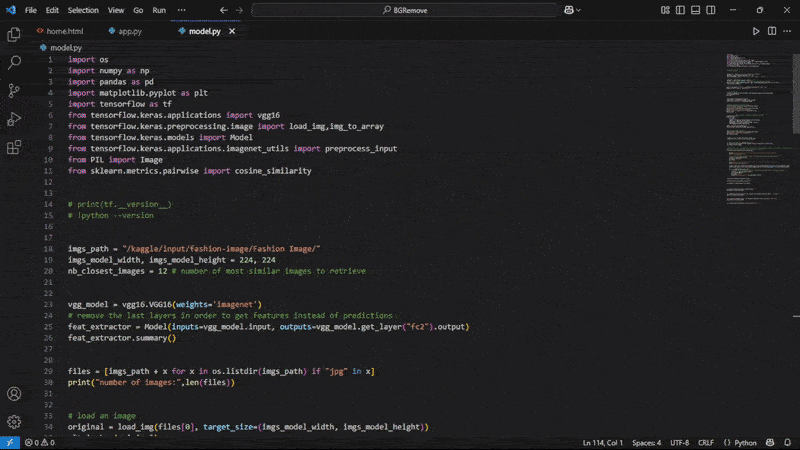 File Edit Selection View Go Run ···
BGRemove
home.html app.py model.py
model.py
1 import os
2 import numpy as np
3 import pandas as pd
4 import matplotlib.pyplot as plt
5 import tensorflow as tf
6 from tensorflow.keras.applications import vgg16
7 from tensorflow.keras.preprocessing.image import load_img,img_to_array
8 from tensorflow.keras.models import Model
9 from tensorflow.keras.applications.imagenet_utils import preprocess_input
10 from PIL import Image
11 from sklearn.metrics.pairwise import cosine_similarity
12
13
14 # print(tf.__version__)
15 # !python --version
16
17
18 imgs_path = "/kaggle/input/fashion-image/Fashion Image/"
19 imgs_model_width, imgs_model_height = 224, 224
20 nb_closest_images = 12 # number of most similar images to retrieve
21
22
23 vgg_model = vgg16.VGG16(weights='imagenet')
24 # remove the last layers in order to get features instead of predictions
25 feat_extractor = Model(inputs=vgg_model.input, outputs=vgg_model.get_layer("fc2").output)
26 feat_extractor.summary()
27
28
29 files = [imgs_path + x for x in os.listdir(imgs_path) if "jpg" in x]
30 print("number of images:",len(files))
31
32
33 # load an image
34 original = load_img(files[0], target_size=(imgs_model_width, imgs_model_height))
0 0 Ln 114, Col 1 Spaces: 4 UTF-8 CRLF {} Python